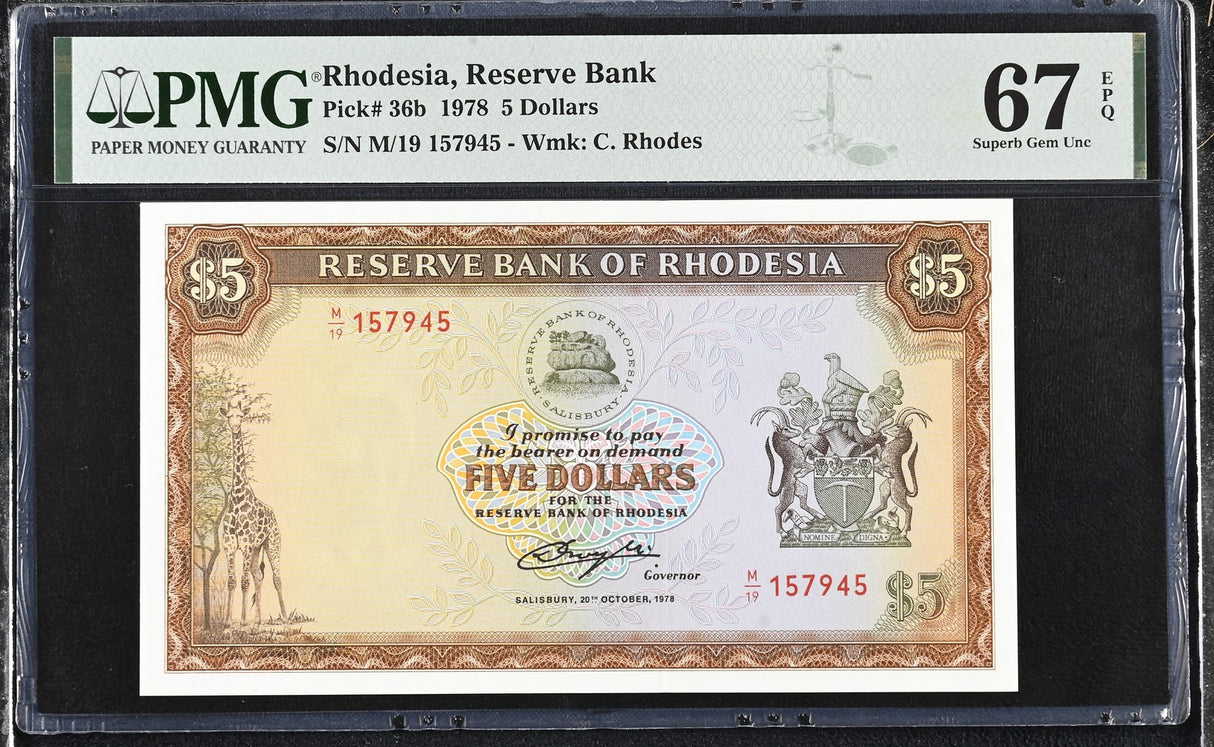 PMG®
PAPER MONEY GUARANTY
Rhodesia, Reserve Bank
Pick# 36b 1978 5 Dollars
S/N M/19 157945 - Wmk: C. Rhodes
67
EPQ
Superb Gem Unc
$5
RESERVE BANK OF RHODESIA
$5
M/19 157945
RESERVE BANK OF RHODESIA · SALISBURY ·
I promise to pay
the bearer on demand
FIVE DOLLARS
FOR THE
RESERVE BANK OF RHODESIA
NOMINE DIGNA
Governor
SALISBURY, 20TH OCTOBER, 1978
M/19 157945
$5